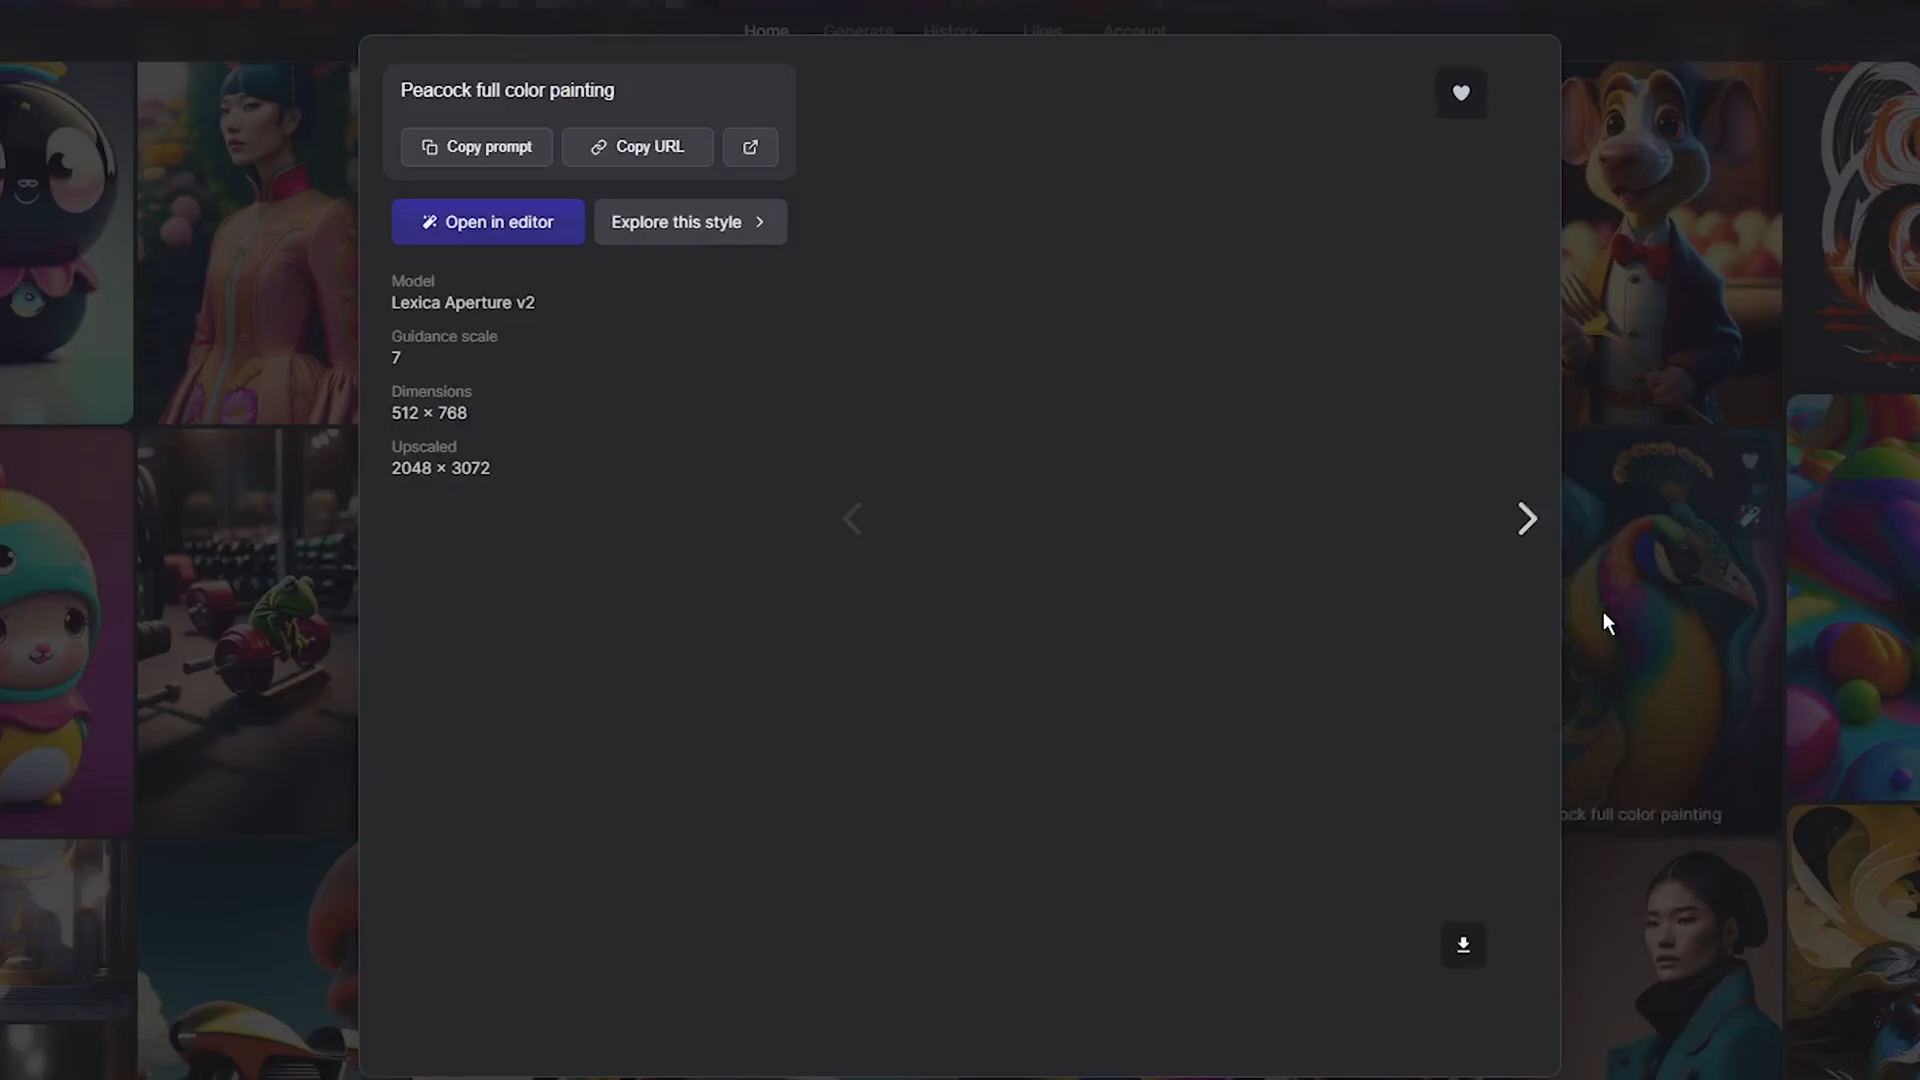 Home Generate History Likes Account
Peacock full color painting
Copy prompt Copy URL
Open in editor Explore this style
Model
Lexica Aperture v2
Guidance scale
7
Dimensions
512 × 768
Upscaled
2048 × 3072
ock full color painting